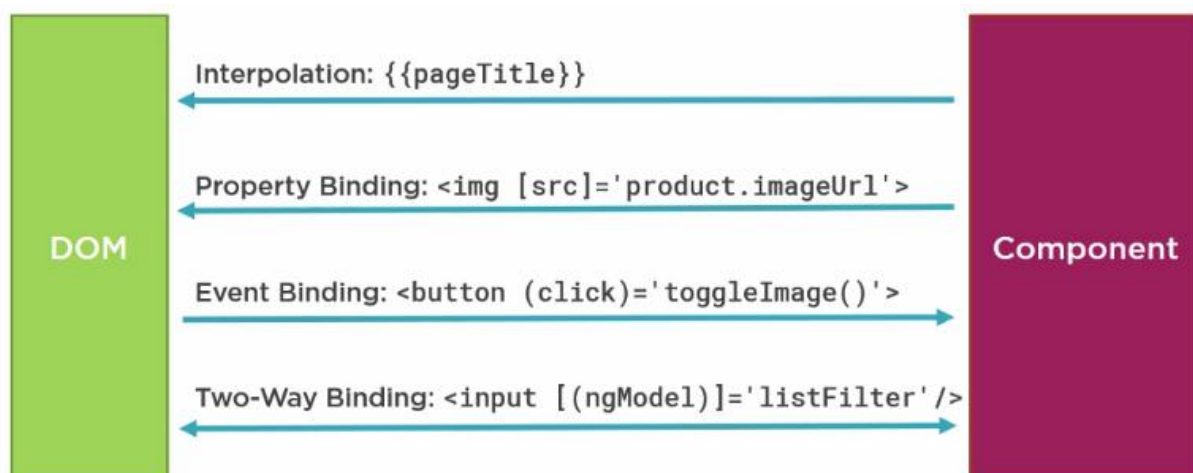 Interpolation: {{pageTitle}}
Property Binding: <img [src]='product.imageUrl'>
DOM
Component
Event Binding: <button (click)='toggleImage()'>
Two-Way Binding: <input [(ngModel)]='listFilter'/>